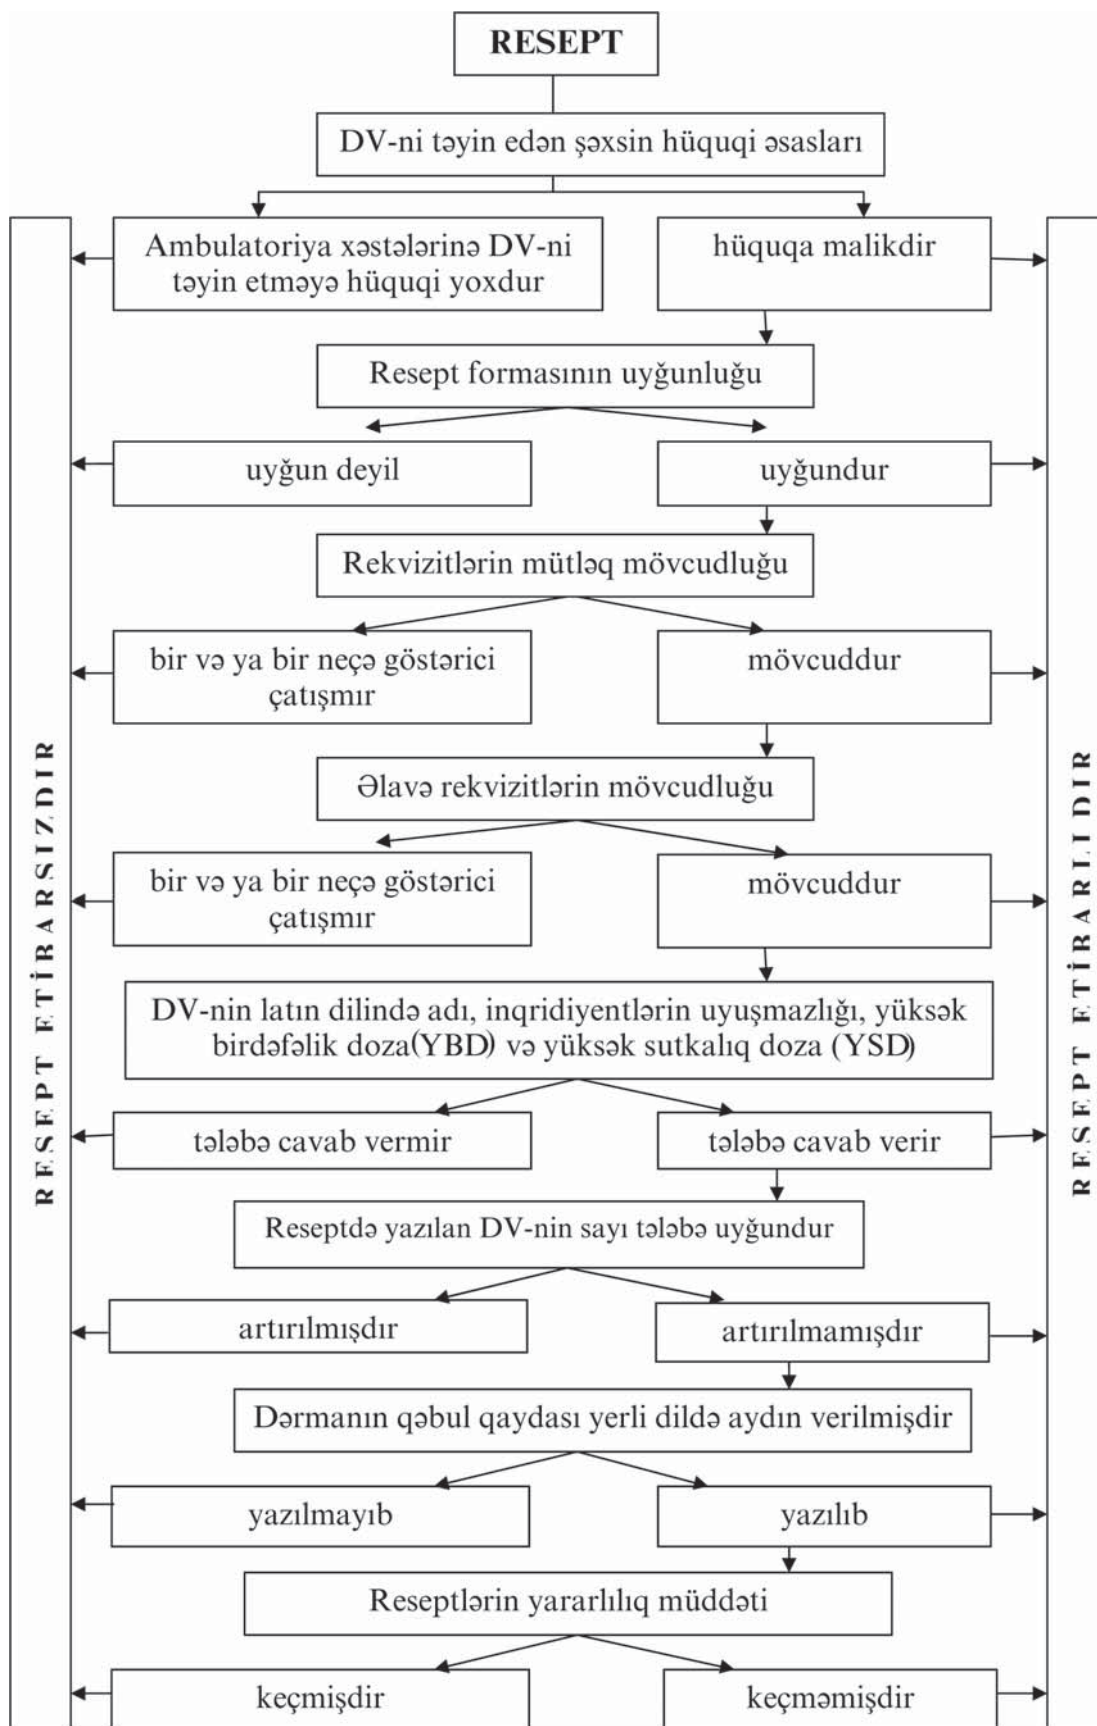 RESEPT
DV-ni təyin edən şəxsin hüquqi əsasları
Ambulatoriya xəstələrinə DV-ni
təyin etməyə hüquqi yoxdur
hüquqa malikdir
Resept formasının uyğunluğu
uyğun deyil
uyğundur
Rekvizitlərin mütləq mövcudluğu
bir və ya bir neçə göstərici
çatışmır
mövcuddur
Əlavə rekvizitlərin mövcudluğu
bir və ya bir neçə göstərici
çatışmır
mövcuddur
DV-nin latın dilində adı, inqridiyentlərin uyuşmazlığı, yüksək
birdəfəlik doza(YBD) və yüksək sutkalıq doza (YSD)
tələbə cavab vermir
tələbə cavab verir
Reseptdə yazılan DV-nin sayı tələbə uyğundur
artırılmışdır
artırılmamışdır
Dərmanın qəbul qaydası yerli dildə aydın verilmişdir
yazılmayıb
yazılıb
Reseptlərin yararlılıq müddəti
keçmişdir
keçməmişdir
RESEPT ETİBARSIZDIR
RESEPT ETİBARLIDIR